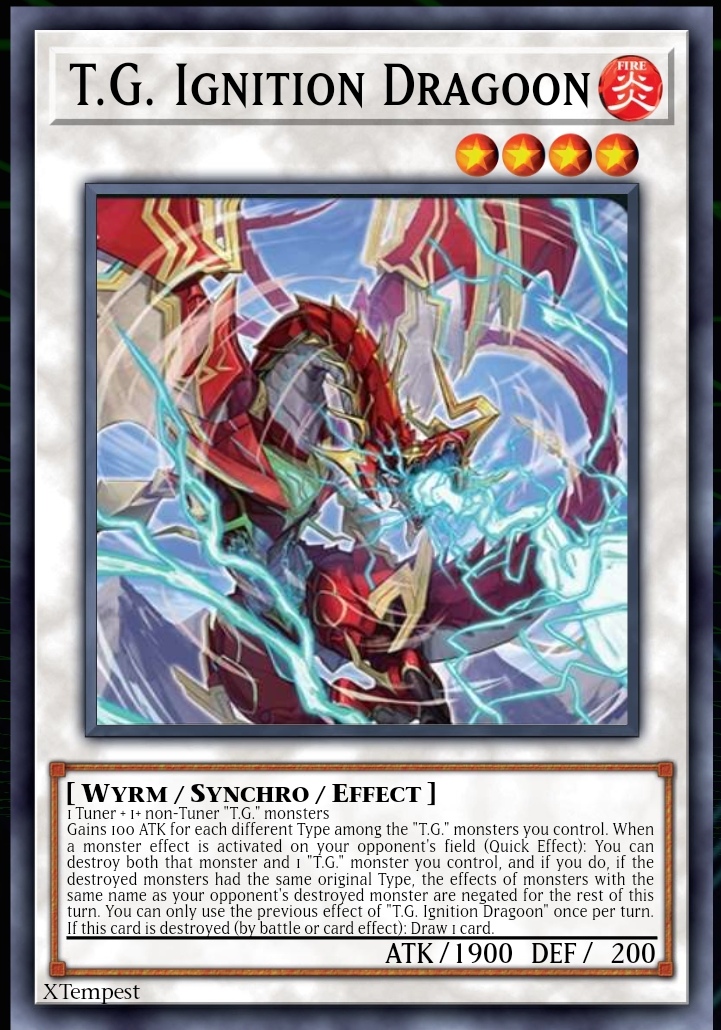 T.G. Ignition Dragoon
FIRE
炎
[ Wyrm / Synchro / Effect ]
1 Tuner + 1+ non-Tuner "T.G." monsters
Gains 100 ATK for each different Type among the "T.G." monsters you control. When
a monster effect is activated on your opponent's field (Quick Effect): You can
destroy both that monster and 1 "T.G." monster you control, and if you do, if the
destroyed monsters had the same original Type, the effects of monsters with the
same name as your opponent's destroyed monster are negated for the rest of this
turn. You can only use the previous effect of "T.G. Ignition Dragoon" once per turn.
If this card is destroyed (by battle or card effect): Draw 1 card.
ATK / 1900 DEF / 200
XTempest